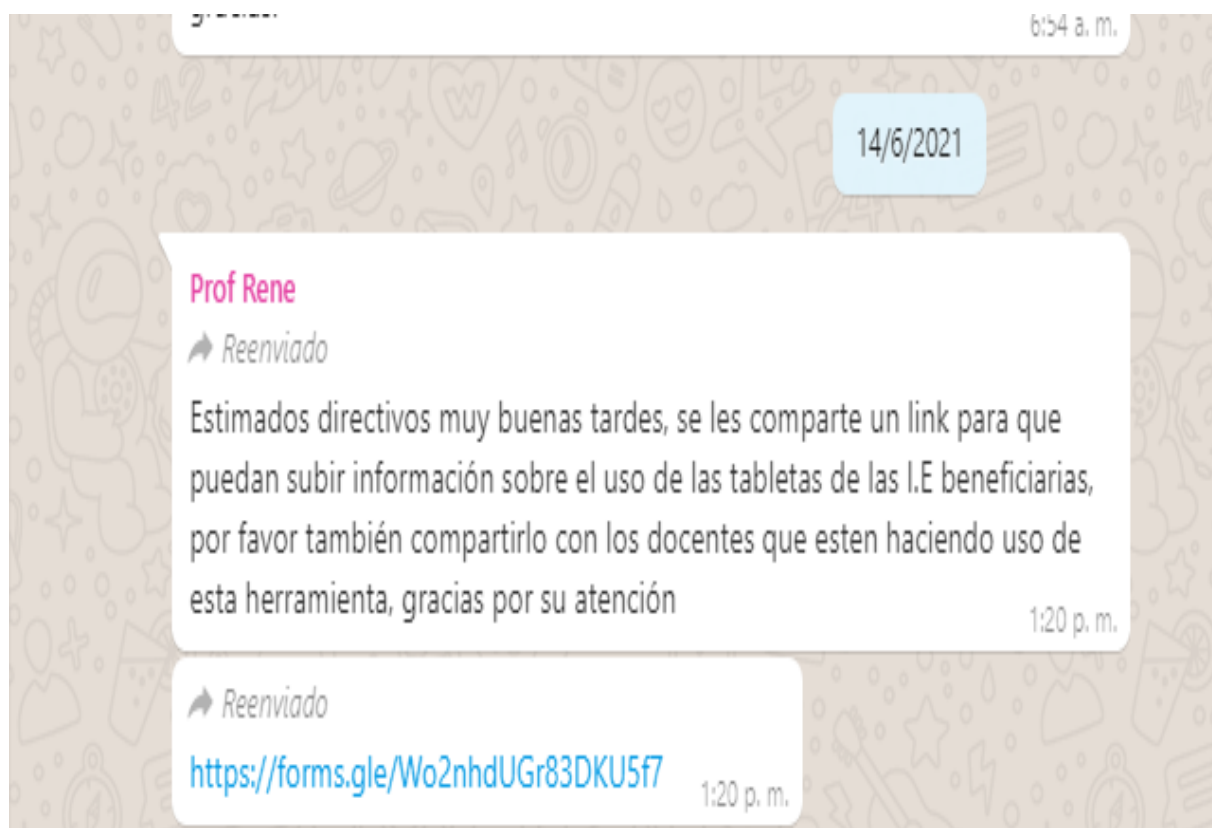 gracias.
6:54 a. m.
14/6/2021
Prof Rene
Reenviado
Estimados directivos muy buenas tardes, se les comparte un link para que
puedan subir información sobre el uso de las tabletas de las I.E beneficiarias,
por favor también compartirlo con los docentes que esten haciendo uso de
esta herramienta, gracias por su atención
1:20 p. m.
Reenviado
https://forms.gle/Wo2nhdUGr83DKU5f7
1:20 p. m.